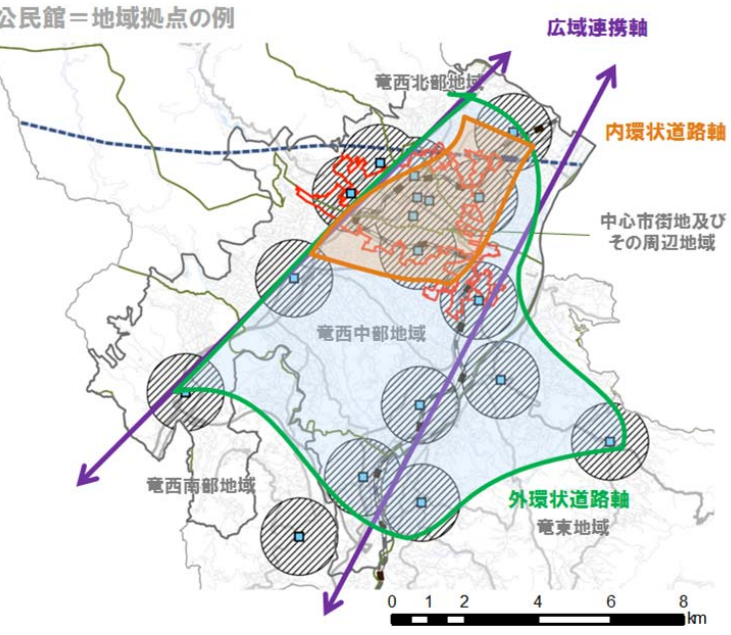 公民館＝地域拠点の例
広域連携軸
竜西北部地域
内環状道路軸
中心市街地及び
その周辺地域
竜西中部地域
竜西南部地域
外環状道路軸
竜東地域
0 1 2 4 6 8
km